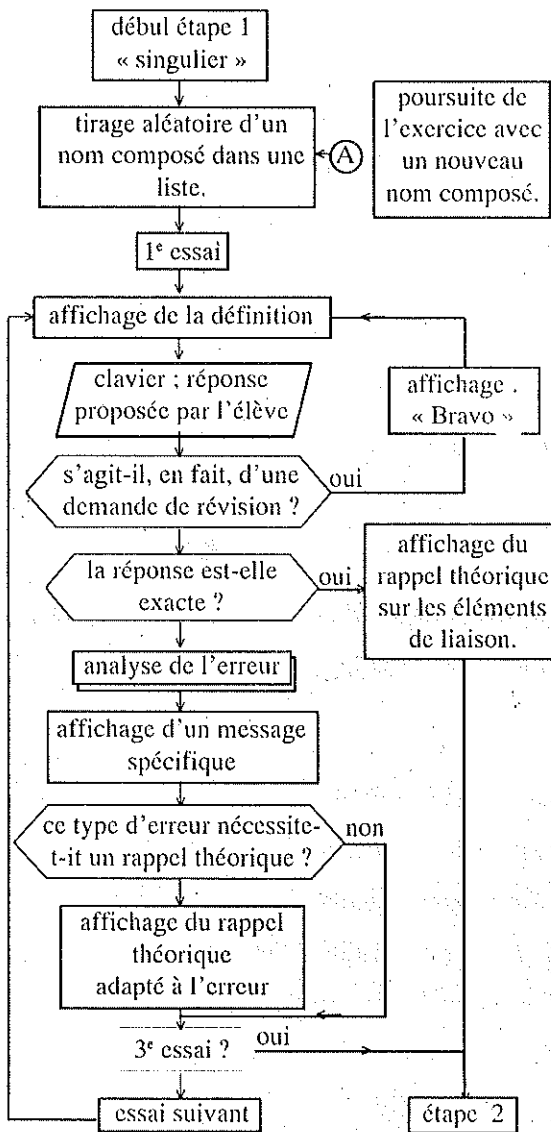 débul étape 1
« singulier »
tirage aléatoire d'un
nom composé dans une
liste.
A
poursuite de
l'exercice avec
un nouveau
nom composé.
1e essai
affichage de la définition
clavier ; réponse
proposée par l'élève
affichage .
« Bravo »
s'agit-il, en fait, d'une
demande de révision ?
oui
la réponse est-elle
exacte ?
oui
affichage du
rappel théorique
sur les éléments
de liaison.
analyse de l'erreur
affichage d'un message
spécifique
ce type d'erreur nécessite-
t-it un rappel théorique ?
non
affichage du rappel
théorique
adapté à l'erreur
3e essai ?
oui
essai suivant
étape 2